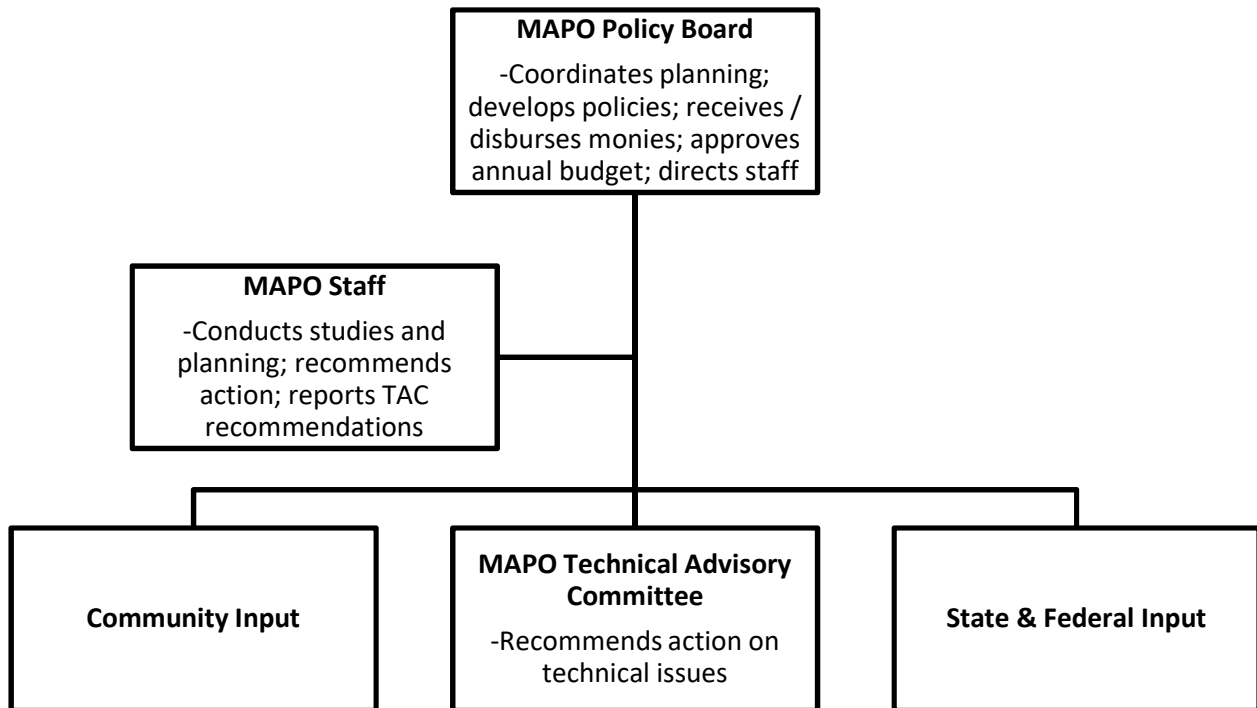 MAPO Policy Board
-Coordinates planning;
develops policies; receives /
disburses monies; approves
annual budget; directs staff
MAPO Staff
-Conducts studies and
planning; recommends
action; reports TAC
recommendations
Community Input
MAPO Technical Advisory
Committee
-Recommends action on
technical issues
State & Federal Input